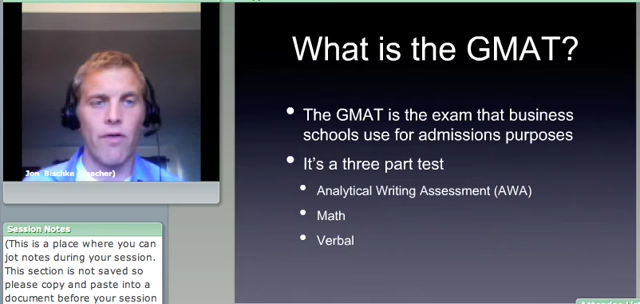 What is the GMAT?
The GMAT is the exam that business
schools use for admissions purposes
It's a three part test
Analytical Writing Assessment (AWA)
Math
Verbal
Jon Bischke
Session Notes
(This is a place where you can
jot notes during your session.
This section is not saved so
please copy and paste into a
document before your session